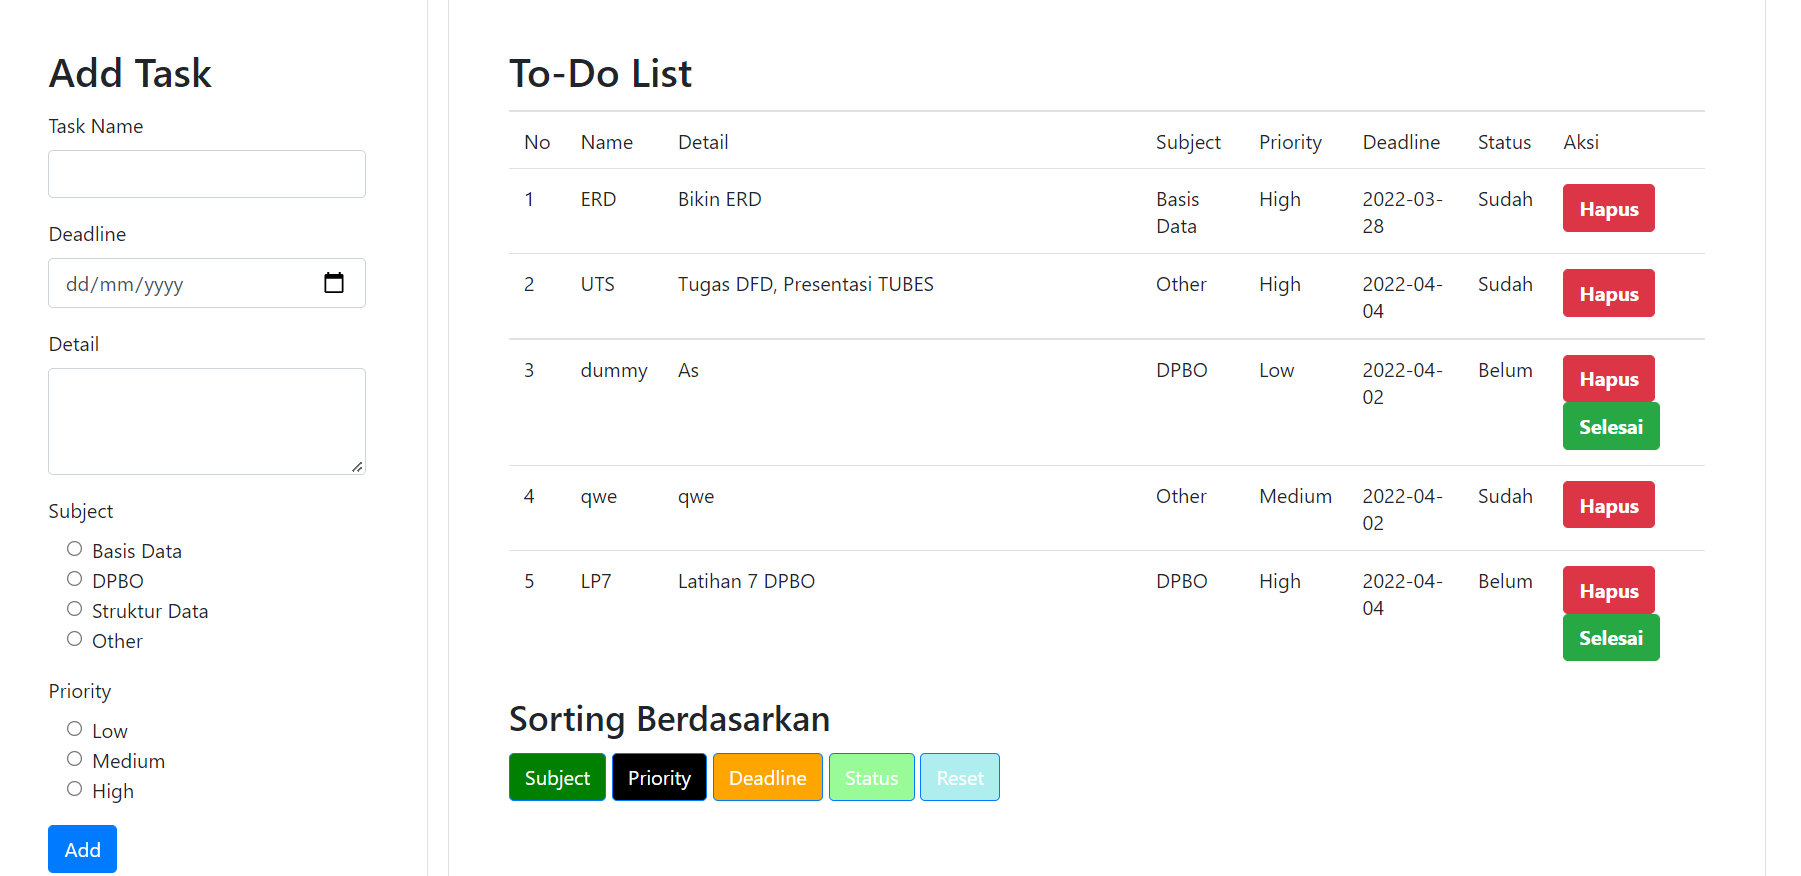 Add Task
Task Name
Deadline
dd/mm/yyyy
Detail
Subject
Basis Data
DPBO
Struktur Data
Other
Priority
Low
Medium
High
Add
To-Do List
No Name Detail Subject Priority Deadline Status Aksi
1 ERD Bikin ERD Basis High 2022-03- Sudah Hapus
Data 28
2 UTS Tugas DFD, Presentasi TUBES Other High 2022-04- Sudah Hapus
04
3 dummy As DPBO Low 2022-04- Belum Hapus
02
Selesai
4 qwe qwe Other Medium 2022-04- Sudah Hapus
02
5 LP7 Latihan 7 DPBO DPBO High 2022-04- Belum Hapus
04
Selesai
Sorting Berdasarkan
Subject Priority Deadline Status Reset